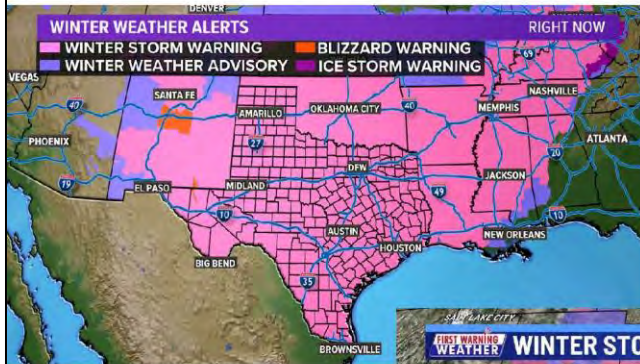 DENVER
WINTER WEATHER ALERTS
RIGHT NOW
WINTER STORM WARNING
BLIZZARD WARNING
WINTER WEATHER ADVISORY
ICE STORM WARNING
69
VEGAS
SANTA FE
NASHVILLE
40
AMARILLO
OKLAHOMA CITY
40
MEMPHIS
PHOENIX
27
ATLANTA
DFW
20
19
EL PASO
MIDLAND
49
JACKSON
10
AUSTIN
10
NEW ORLEANS
HOUSTON
BIG BEND
35
SALT LAKE CITY
BROWNSVILLE
FIRST WARNING
WEATHER
WINTER STO